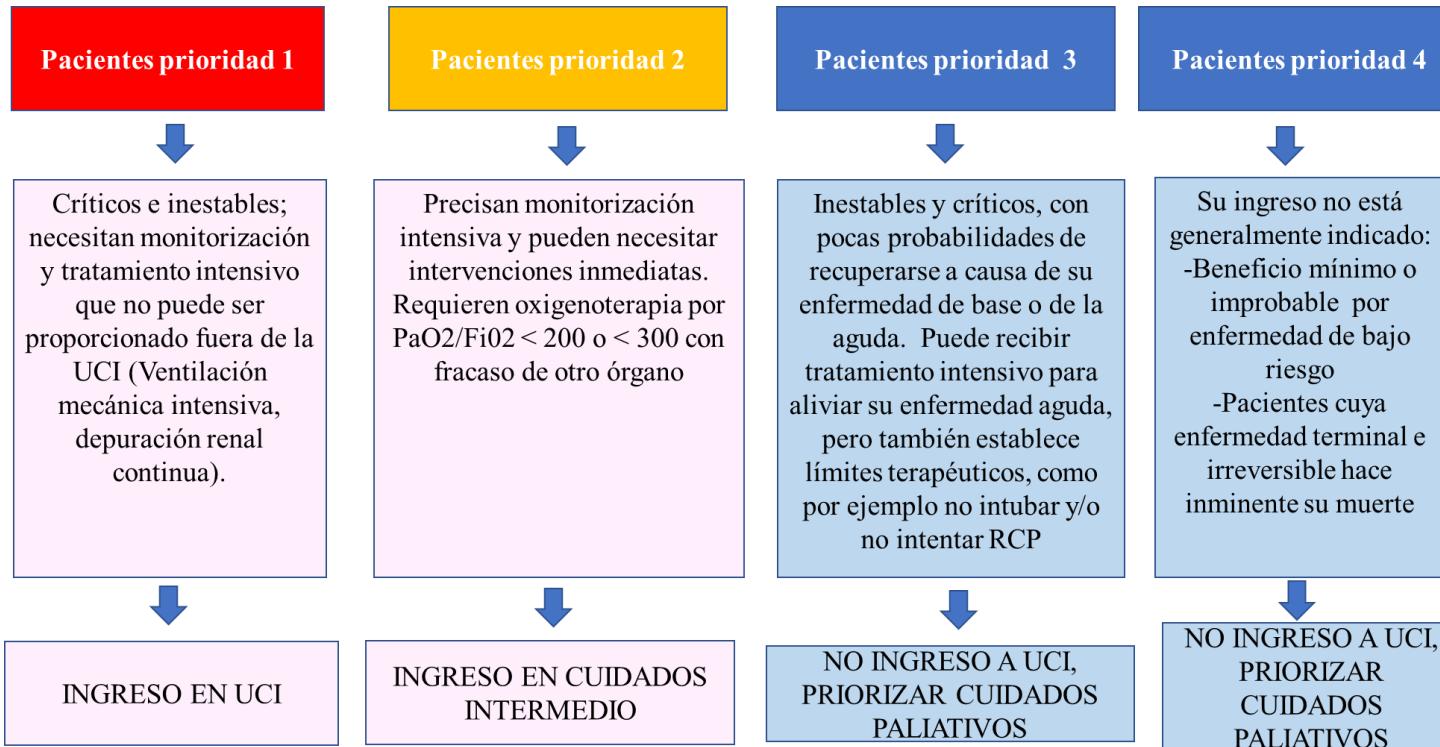 Pacientes prioridad 1
Pacientes prioridad 2
Pacientes prioridad 3
Pacientes prioridad 4
Críticos e inestables;
necesitan monitorización
y tratamiento intensivo
que no puede ser
proporcionado fuera de la
UCI (Ventilación
mecánica intensiva,
depuración renal
continua).
Precisan monitorización
intensiva y pueden necesitar
intervenciones inmediatas.
Requieren oxigenoterapia por
PaO2/Fi02 < 200 o < 300 con
fracaso de otro órgano
Inestables y críticos, con
pocas probabilidades de
recuperarse a causa de su
enfermedad de base o de la
aguda. Puede recibir
tratamiento intensivo para
aliviar su enfermedad aguda,
pero también establece
límites terapéuticos, como
por ejemplo no intubar y/o
no intentar RCP
Su ingreso no está
generalmente indicado:
-Beneficio mínimo o
improbable por
enfermedad de bajo
riesgo
-Pacientes cuya
enfermedad terminal e
irreversible hace
inminente su muerte
INGRESO EN UCI
INGRESO EN CUIDADOS
INTERMEDIO
NO INGRESO A UCI,
PRIORIZAR CUIDADOS
PALIATIVOS
NO INGRESO A UCI,
PRIORIZAR
CUIDADOS
PALIATIVOS